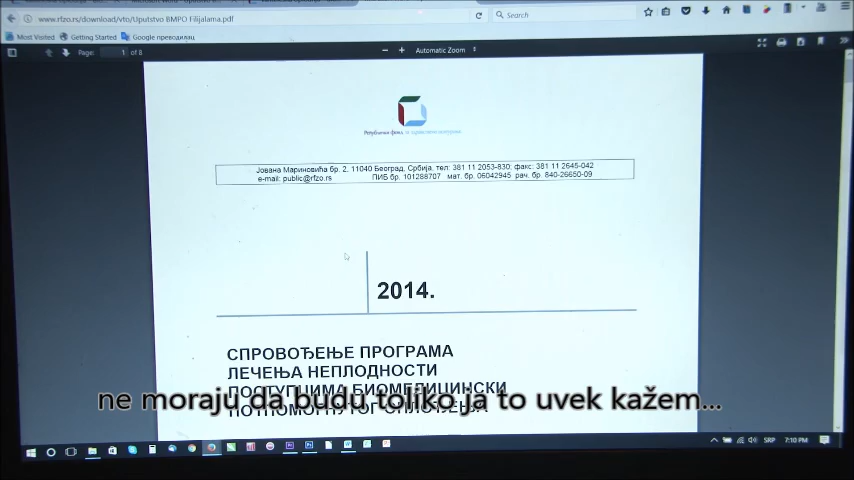 www.rfzo.rs/download/vto/Uputstvo BMPO Filijalama.pdf
Search
Most Visited
Getting Started
Google преводилац
Page: 1 of 8
Automatic Zoom
Републички фонд за здравствено осигурање
Јована Мариновића бр. 2. 11040 Београд, Србија, тел: 381 11 2053-830; факс: 381 11 2645-042
e-mail: public@rfzo.rs ПИБ бр. 101288707 мат. бр. 06042945 рач. бр. 840-26650-09
2014.
СПРОВОЂЕЊЕ ПРОГРАМА
ЛЕЧЕЊА НЕПЛОДНОСТИ
ПОСТУПЦИМА БИОМЕДИЦИНСКИ
ПОТПОМОГНУТОГ ОПЛОЂЕЊА
ne moraju da budu toliko ja to uvek kažem...
SRP
7:10 PM